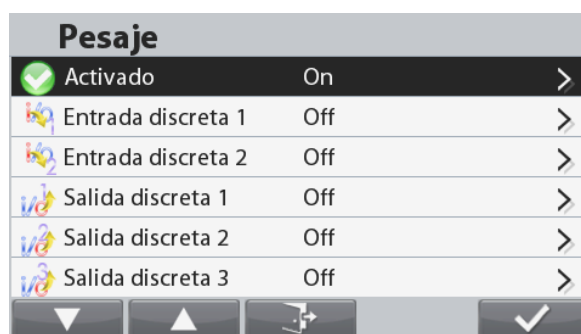 Pesaje
Activado On
Entrada discreta 1 Off
Entrada discreta 2 Off
Salida discreta 1 Off
Salida discreta 2 Off
Salida discreta 3 Off